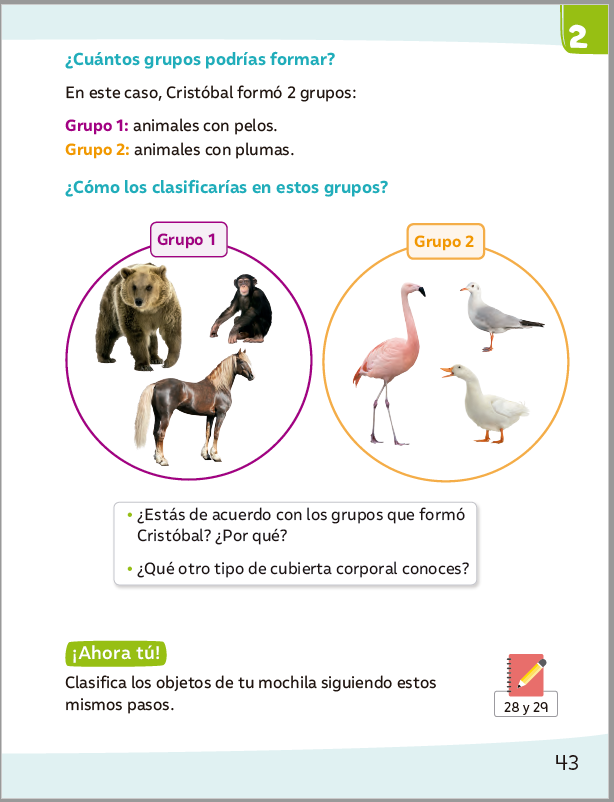 2
¿Cuántos grupos podrías formar?
En este caso, Cristóbal formó 2 grupos:
Grupo 1: animales con pelos.
Grupo 2: animales con plumas.
¿Cómo los clasificarías en estos grupos?
Grupo 1
Grupo 2
• ¿Estás de acuerdo con los grupos que formó
Cristóbal? ¿Por qué?
• ¿Qué otro tipo de cubierta corporal conoces?
¡Ahora tú!
Clasifica los objetos de tu mochila siguiendo estos
mismos pasos.
28 y 29
43